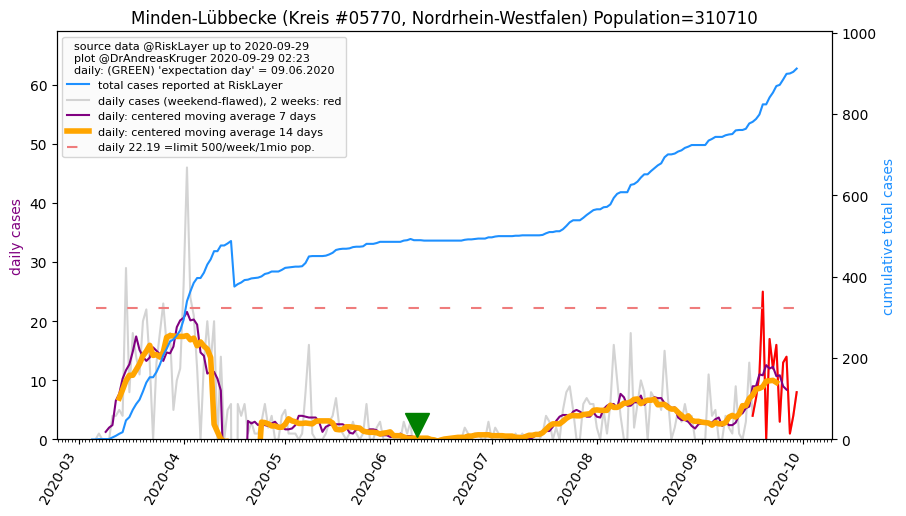 Minden-Lübbecke (Kreis #05770, Nordrhein-Westfalen) Population=310710
source data @RiskLayer up to 2020-09-29
plot @DrAndreasKruger 2020-09-29 02:23
daily: (GREEN) 'expectation day' = 09.06.2020
total cases reported at RiskLayer
daily cases (weekend-flawed), 2 weeks: red
daily: centered moving average 7 days
daily: centered moving average 14 days
daily 22.19 =limit 500/week/1mio pop.
daily cases
60
50
40
30
20
10
0
cumulative total cases
1000
800
600
400
200
0
2020-03
2020-04
2020-05
2020-06
2020-07
2020-08
2020-09
2020-10